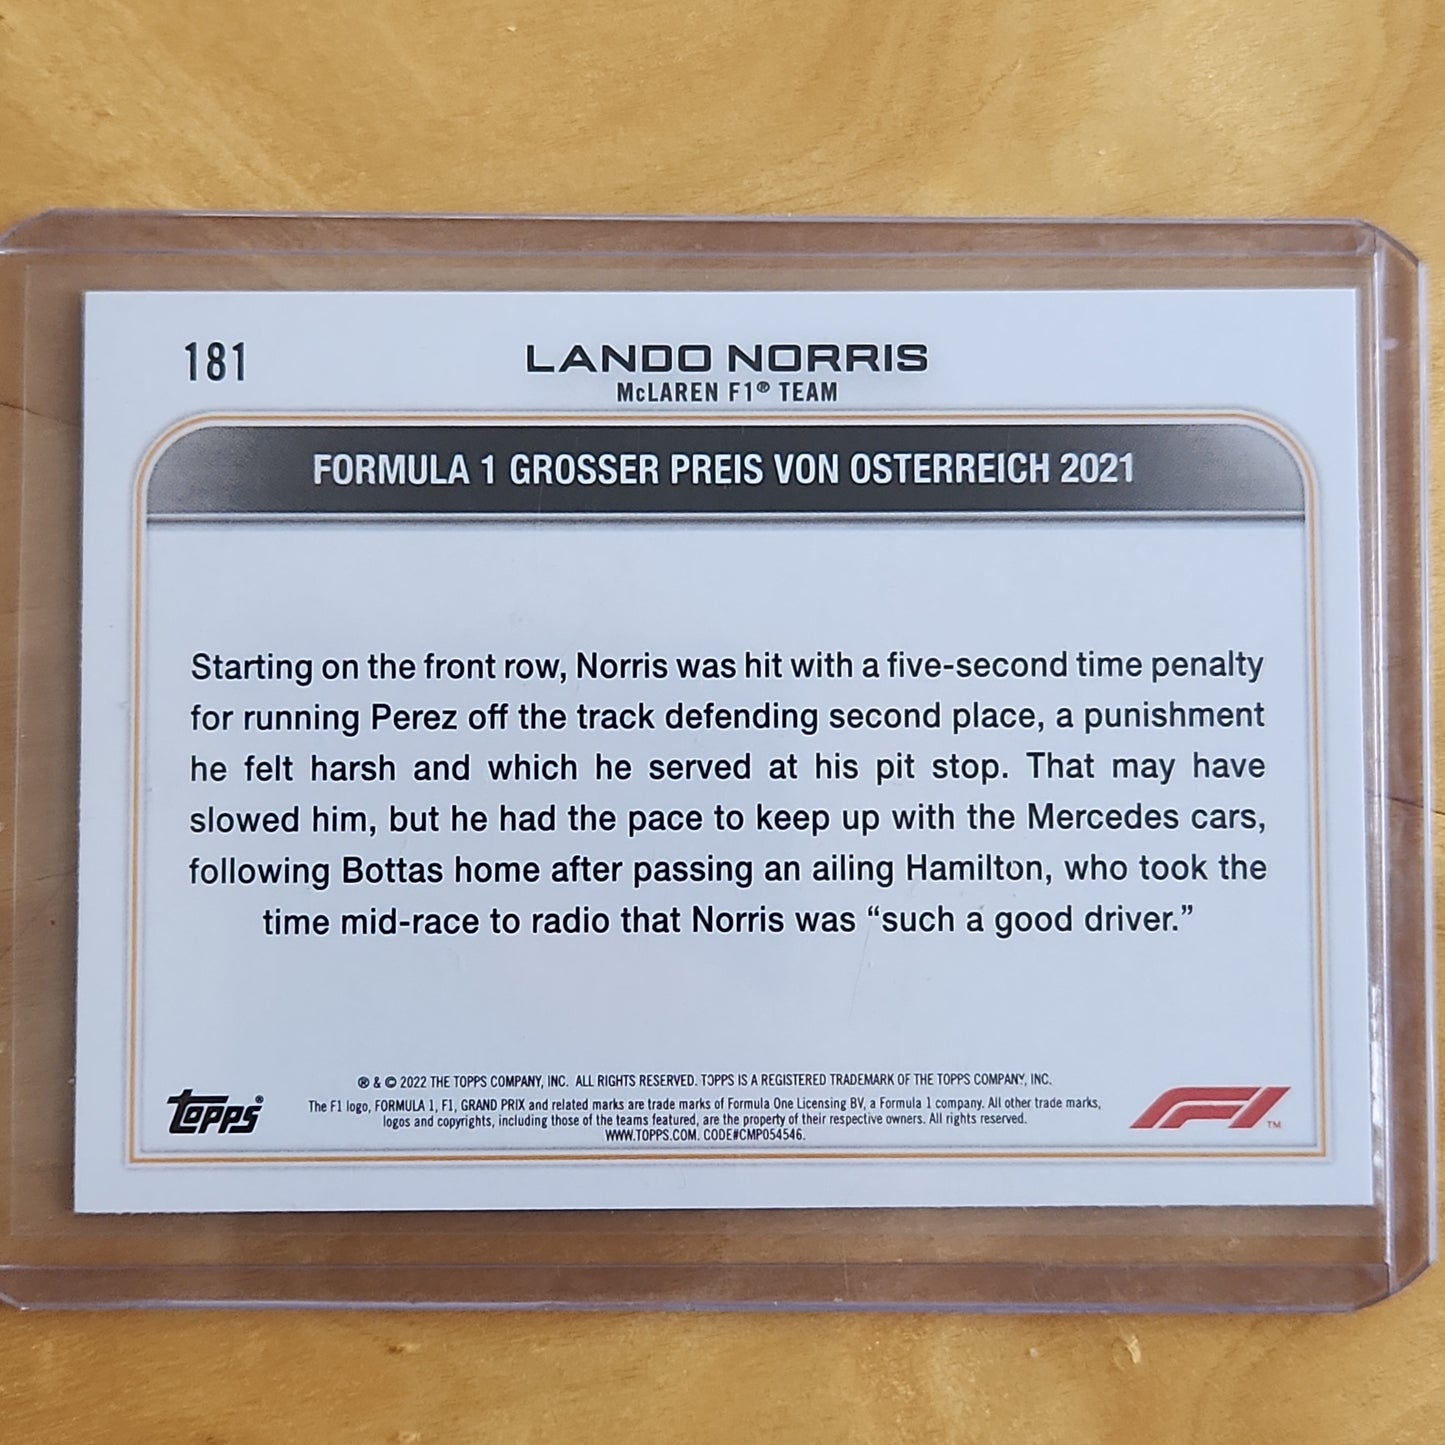 181
LANDO NORRIS
McLAREN F1® TEAM
FORMULA 1 GROSSER PREIS VON OSTERREICH 2021
Starting on the front row, Norris was hit with a five-second time penalty
for running Perez off the track defending second place, a punishment
he felt harsh and which he served at his pit stop. That may have
slowed him, but he had the pace to keep up with the Mercedes cars,
following Bottas home after passing an ailing Hamilton, who took the
time mid-race to radio that Norris was “such a good driver.”
® & © 2022 THE TOPPS COMPANY, INC. ALL RIGHTS RESERVED. TOPPS IS A REGISTERED TRADEMARK OF THE TOPPS COMPANY, INC.
The F1 logo, FORMULA 1, F1, GRAND PRIX and related marks are trade marks of Formula One Licensing BV, a Formula 1 company. All other trade marks,
logos and copyrights, including those of the teams featured, are the property of their respective owners. All rights reserved.
WWW.TOPPS.COM. CODE#CMP054546.
Topps®
F1™